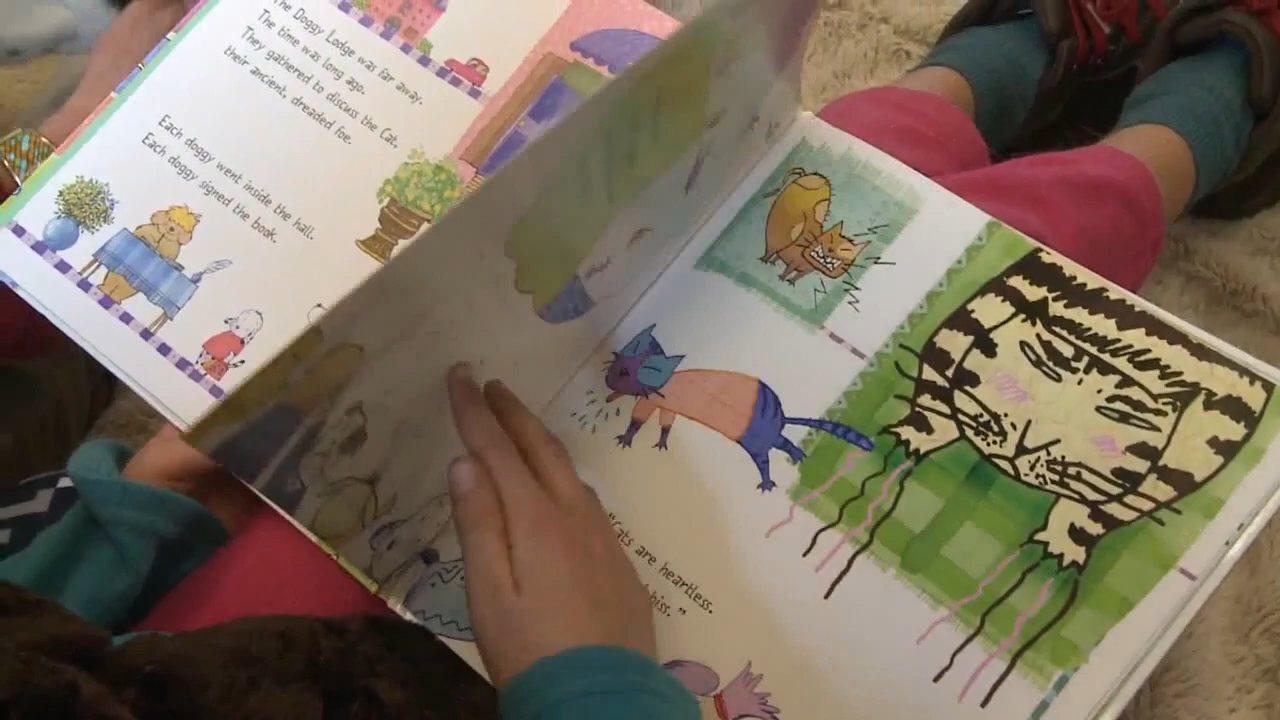 The Doggy Lodge was far away.
The time was long ago.
They gathered to discuss the Cat,
their ancient, dreaded foe.
Each doggy went inside the hall.
Each doggy signed the book.
"Cats are heartless.
hiss."